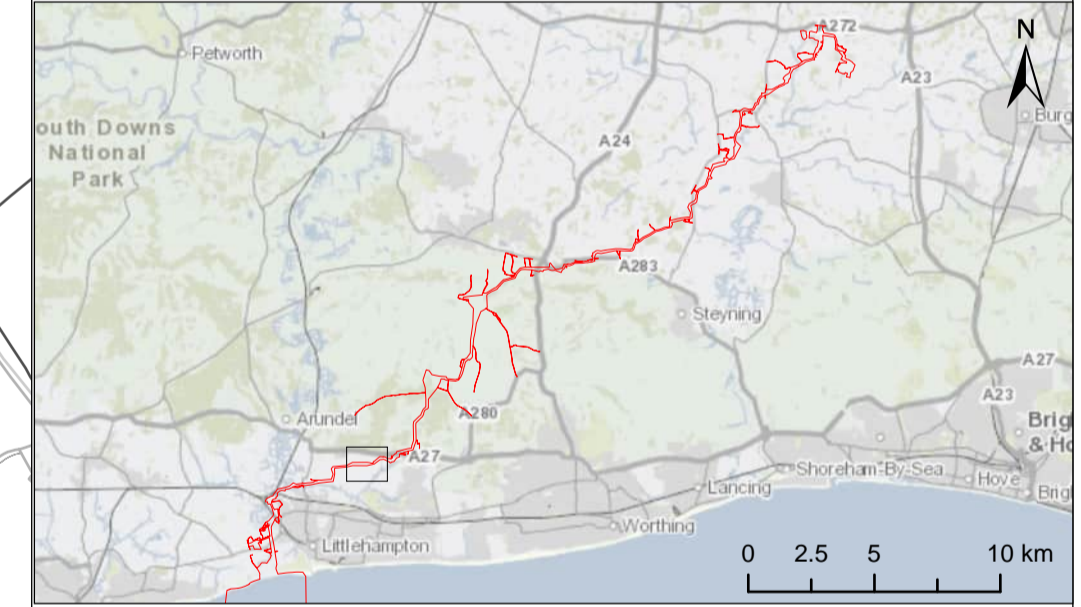 A272
N
Petworth
A23
Burg
outh Downs
National
Park
A24
A283
Steyning
A27
A23
Arundel
A280
Brig
& Ho
A27
Shoreham-By-Sea
Hove
Brig
Lancing
Worthing
Littlehampton
0 2.5 5 10 km